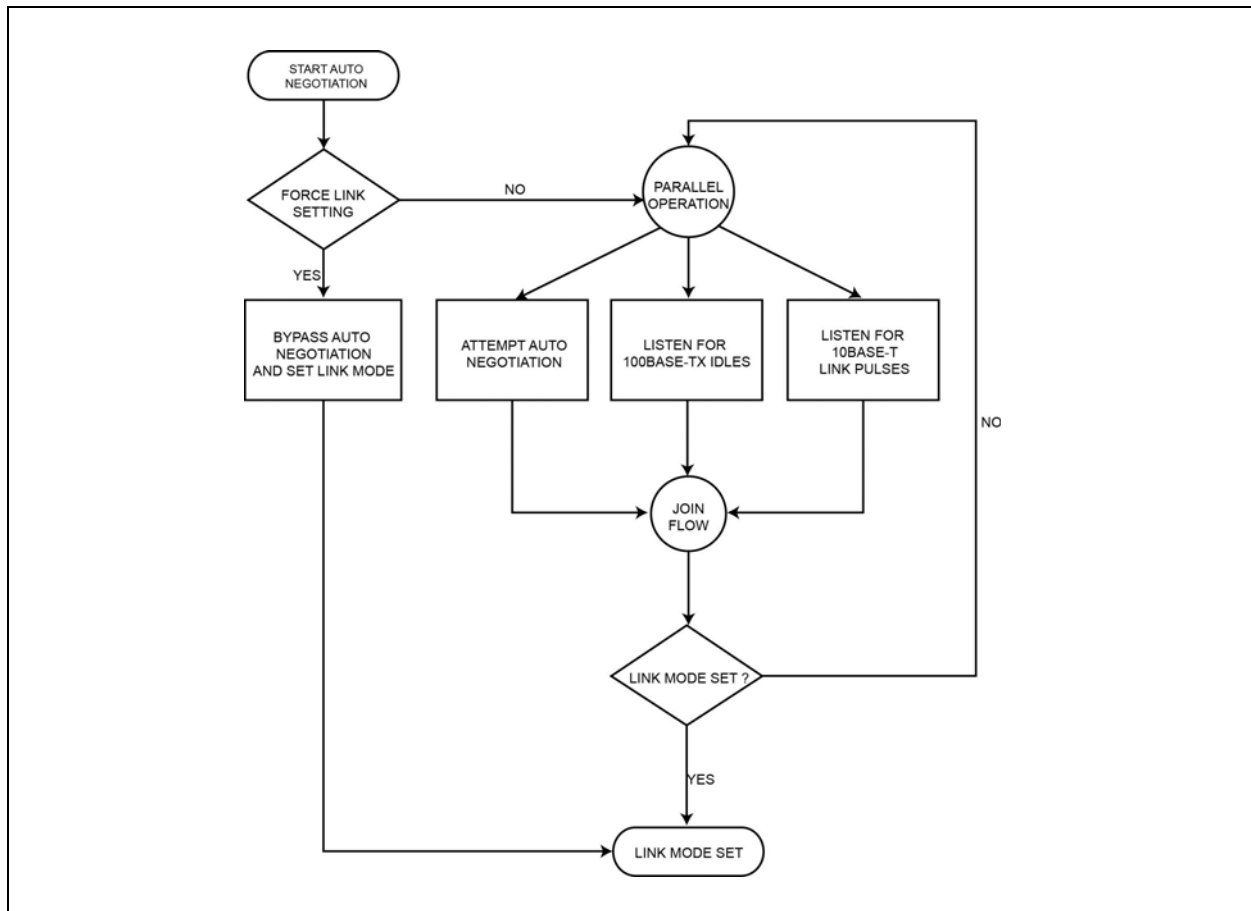 START AUTO
NEGOTIATION
FORCE LINK
SETTING
NO
PARALLEL
OPERATION
YES
BYPASS AUTO
NEGOTIATION
AND SET LINK MODE
ATTEMPT AUTO
NEGOTIATION
LISTEN FOR
100BASE-TX IDLES
LISTEN FOR
10BASE-T
LINK PULSES
NO
JOIN
FLOW
LINK MODE SET ?
YES
LINK MODE SET